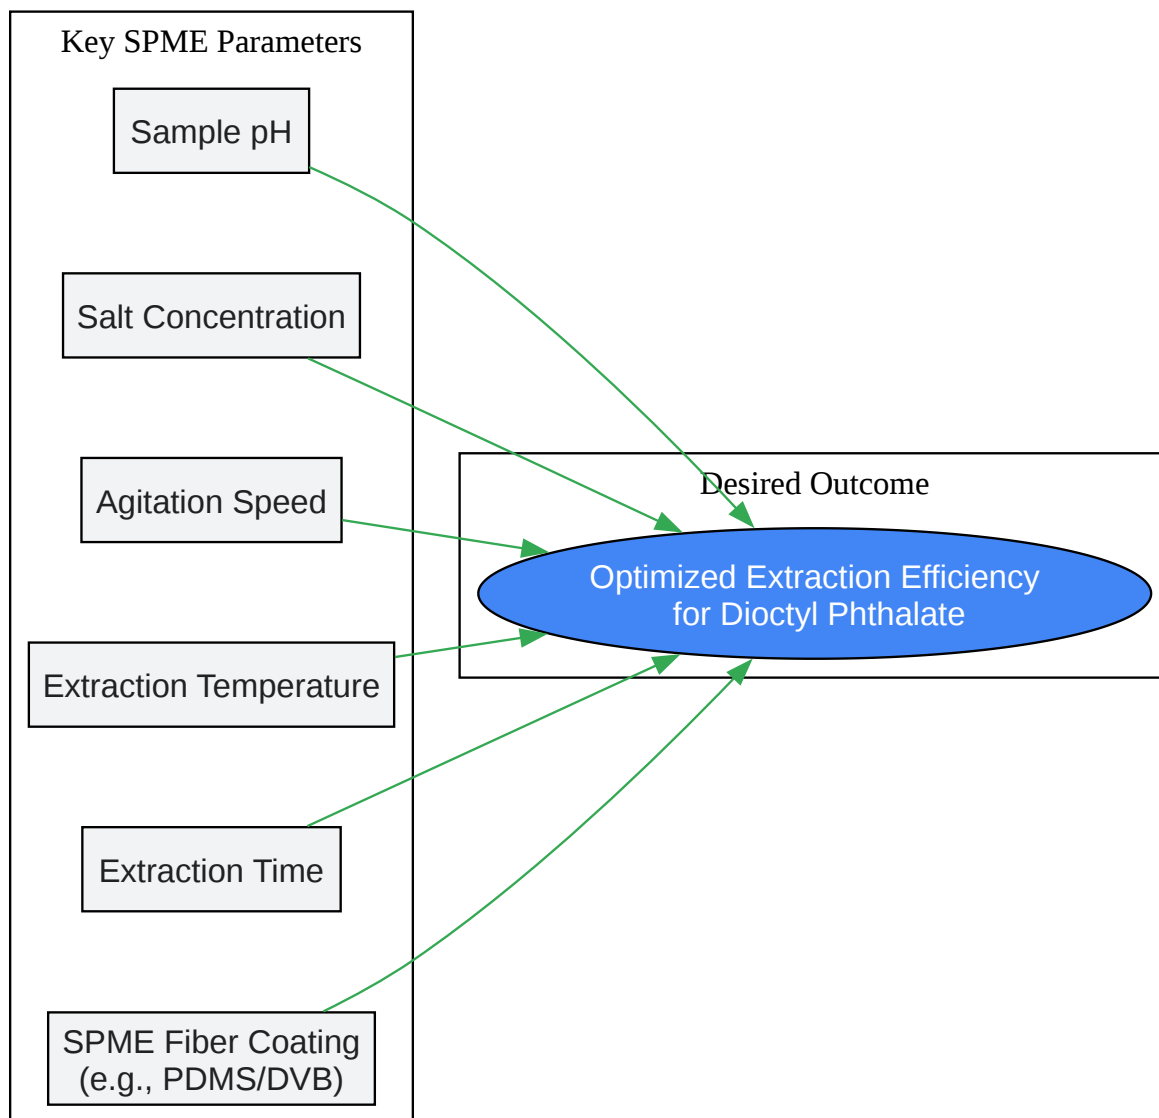 Key SPME Parameters
Sample pH
Salt Concentration
Agitation Speed
Extraction Temperature
Extraction Time
SPME Fiber Coating
(e.g., PDMS/DVB)
Desired Outcome
Optimized Extraction Efficiency
for Dioctyl Phthalate